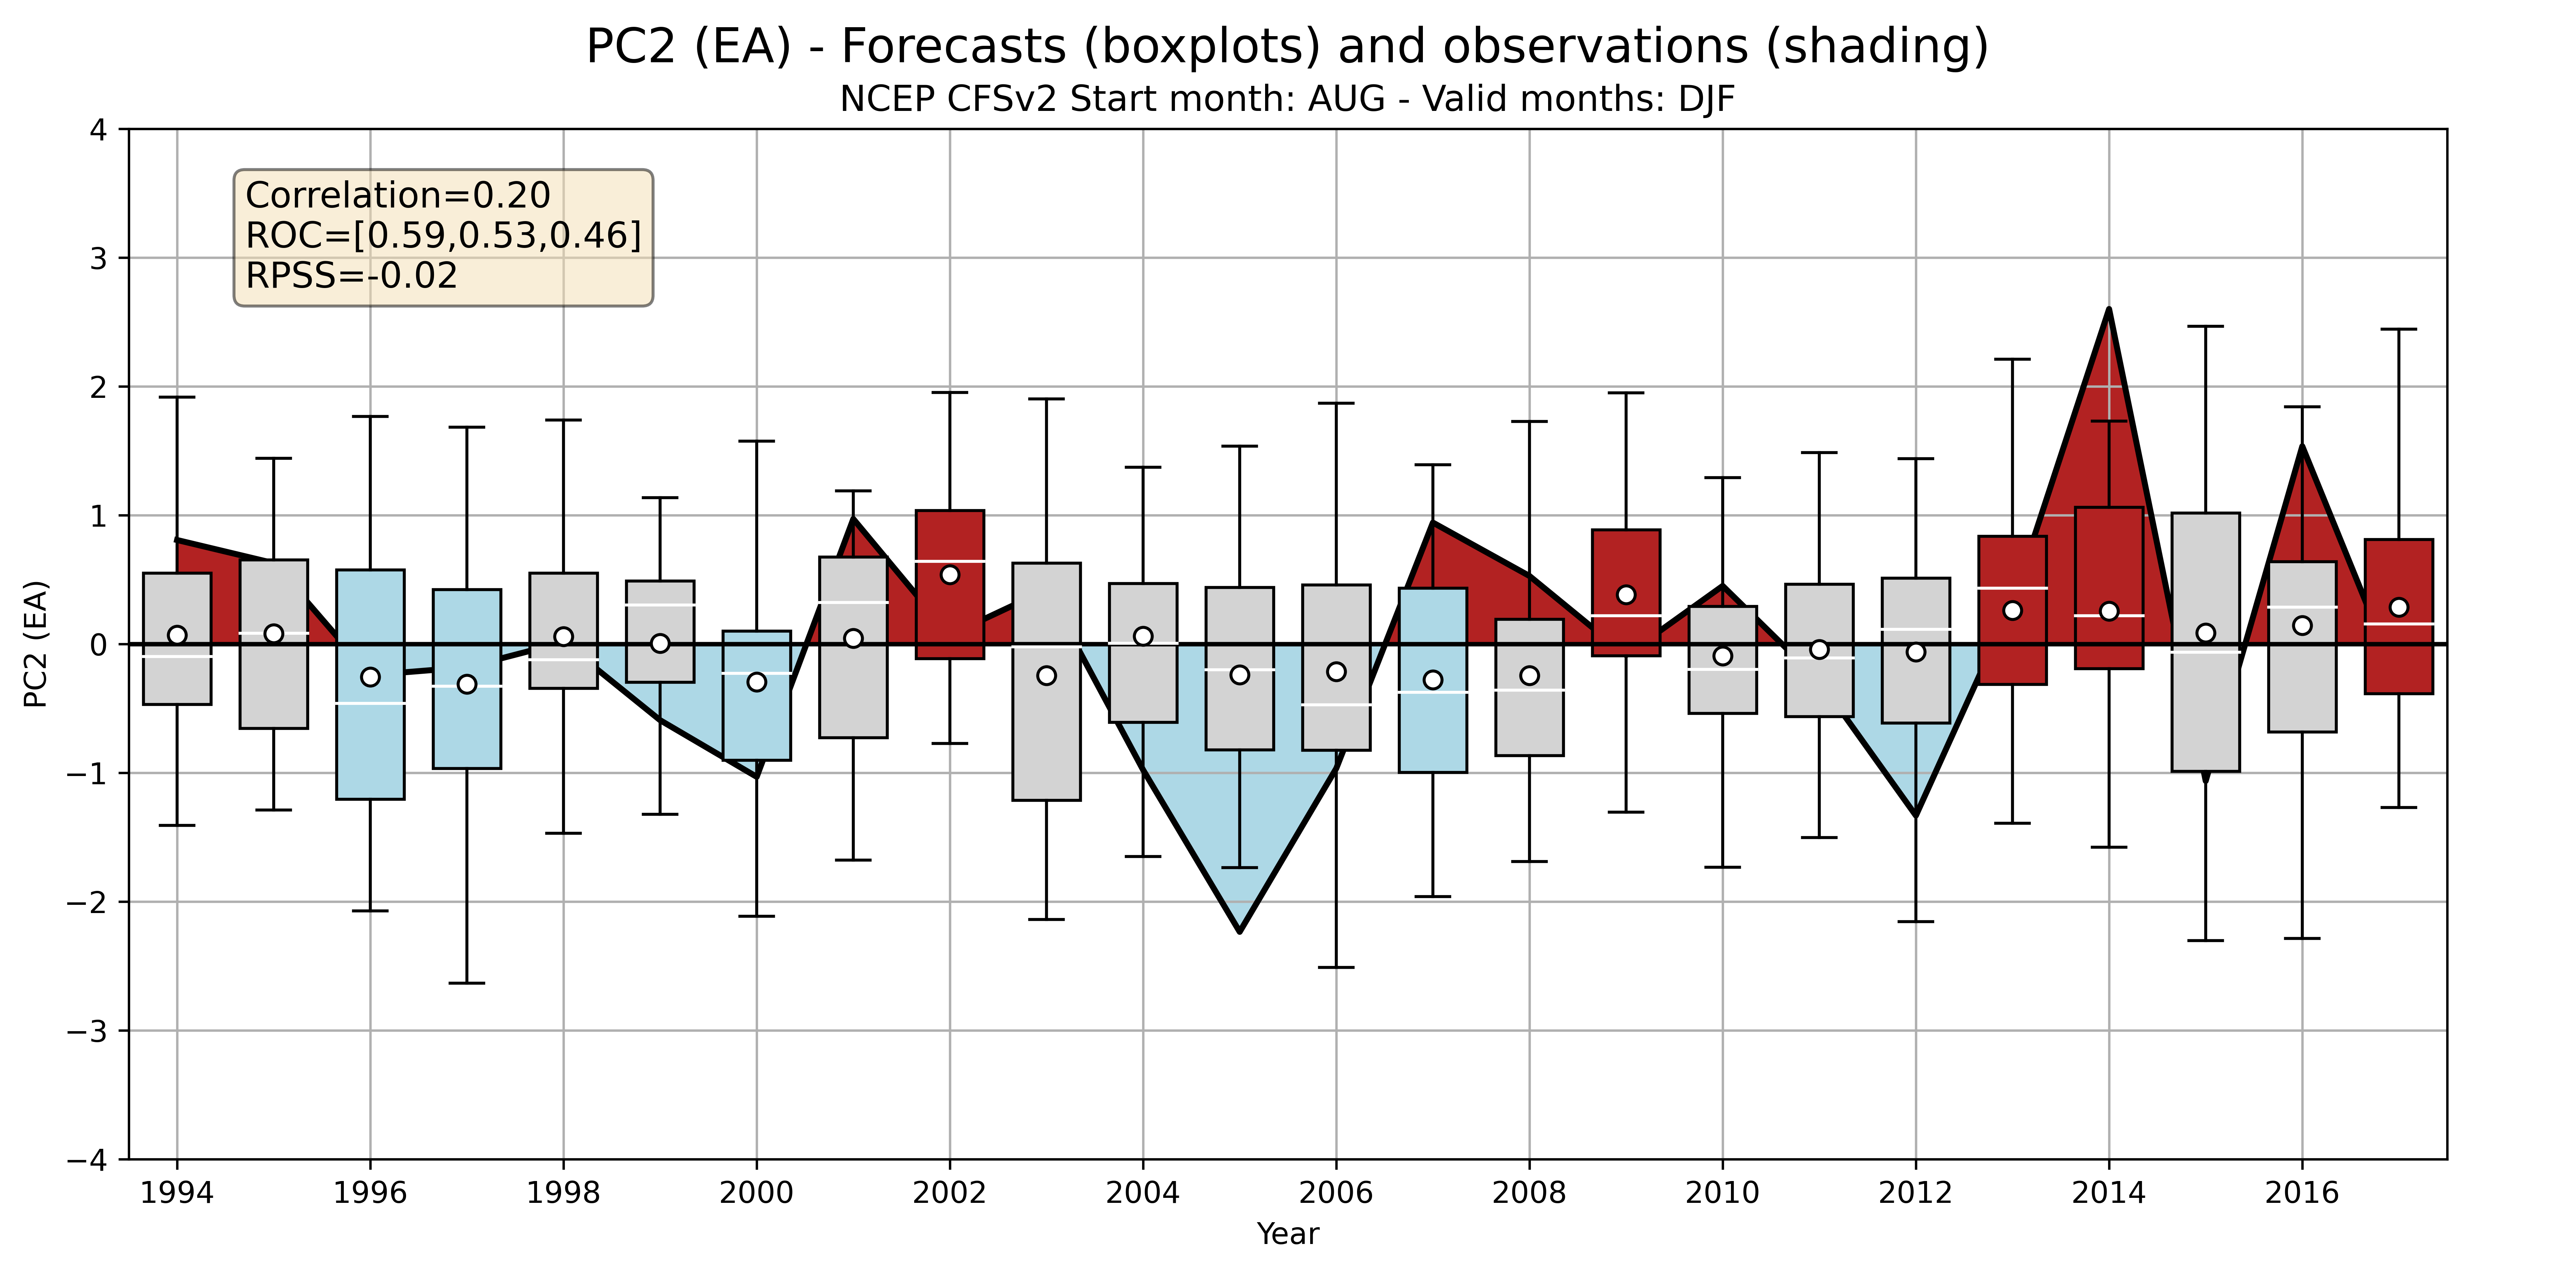 PC2 (EA) - Forecasts (boxplots) and observations (shading)
NCEP CFSv2 Start month: AUG - Valid months: DJF
Correlation=0.20
ROC=[0.59,0.53,0.46]
RPSS=-0.02
PC2 (EA)
4
3
2
1
0
−1
−2
−3
−4
1994 1996 1998 2000 2002 2004 2006 2008 2010 2012 2014 2016
Year